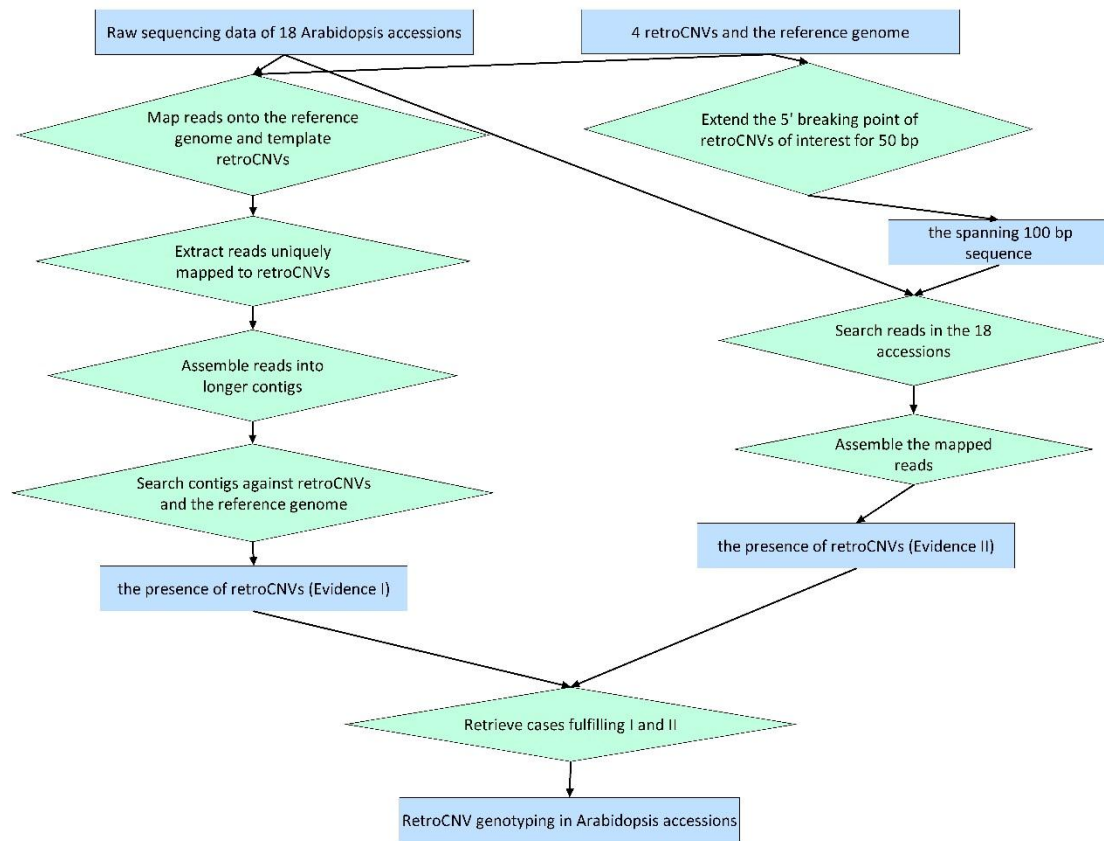 Raw sequencing data of 18 Arabidopsis accessions
4 retroCNVs and the reference genome
Map reads onto the reference
genome and template
retroCNVs
Extend the 5' breaking point of
retroCNVs of interest for 50 bp
Extract reads uniquely
mapped to retroCNVs
the spanning 100 bp
sequence
Assemble reads into
longer contigs
Search reads in the 18
accessions
Search contigs against retroCNVs
and the reference genome
Assemble the mapped
reads
the presence of retroCNVs (Evidence I)
the presence of retroCNVs (Evidence II)
Retrieve cases fulfilling I and II
RetroCNV genotyping in Arabidopsis accessions